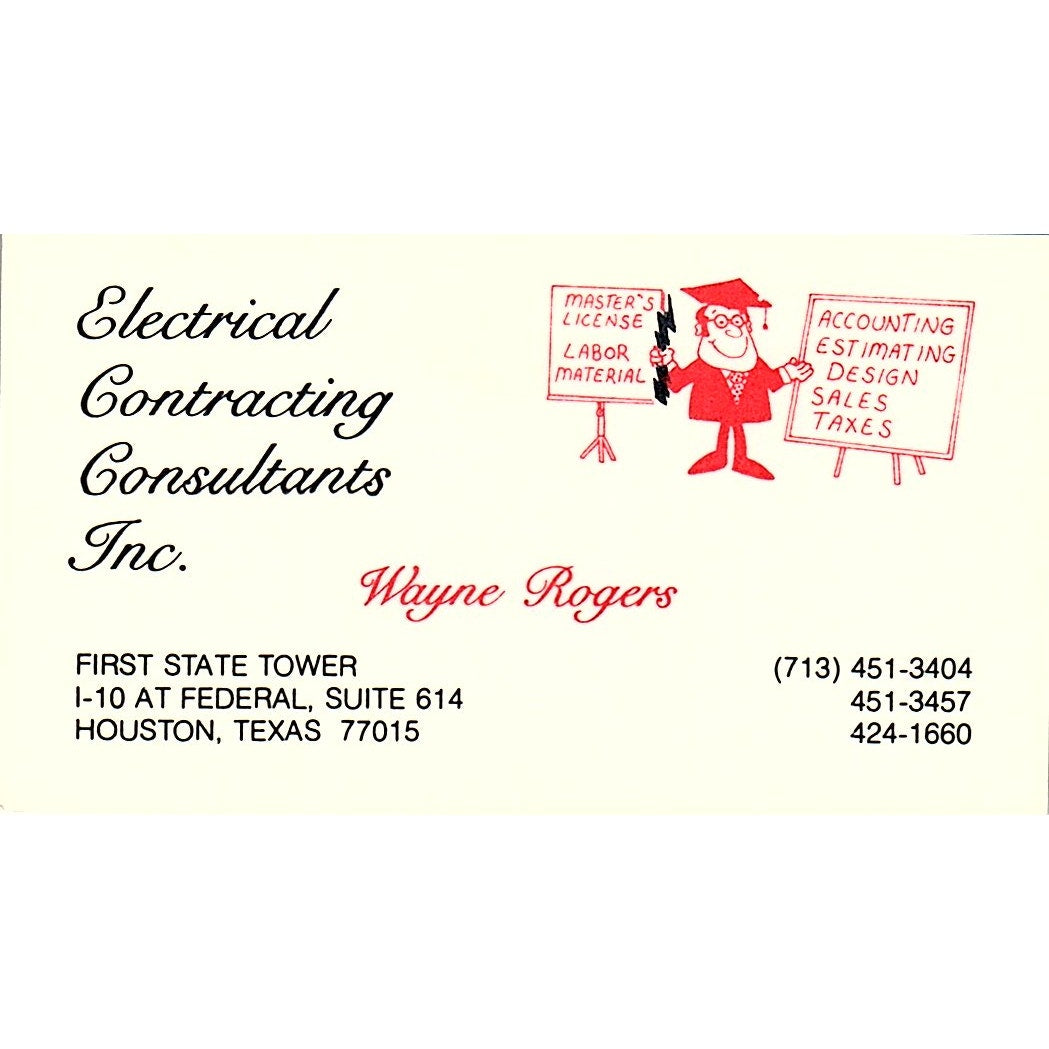 Electrical
Contracting
Consultants
Inc.
MASTER'S
LICENSE
LABOR
MATERIAL
ACCOUNTING
ESTIMATING
DESIGN
SALES
TAXES
Wayne Rogers
FIRST STATE TOWER
I-10 AT FEDERAL, SUITE 614
HOUSTON, TEXAS 77015
(713) 451-3404
451-3457
424-1660